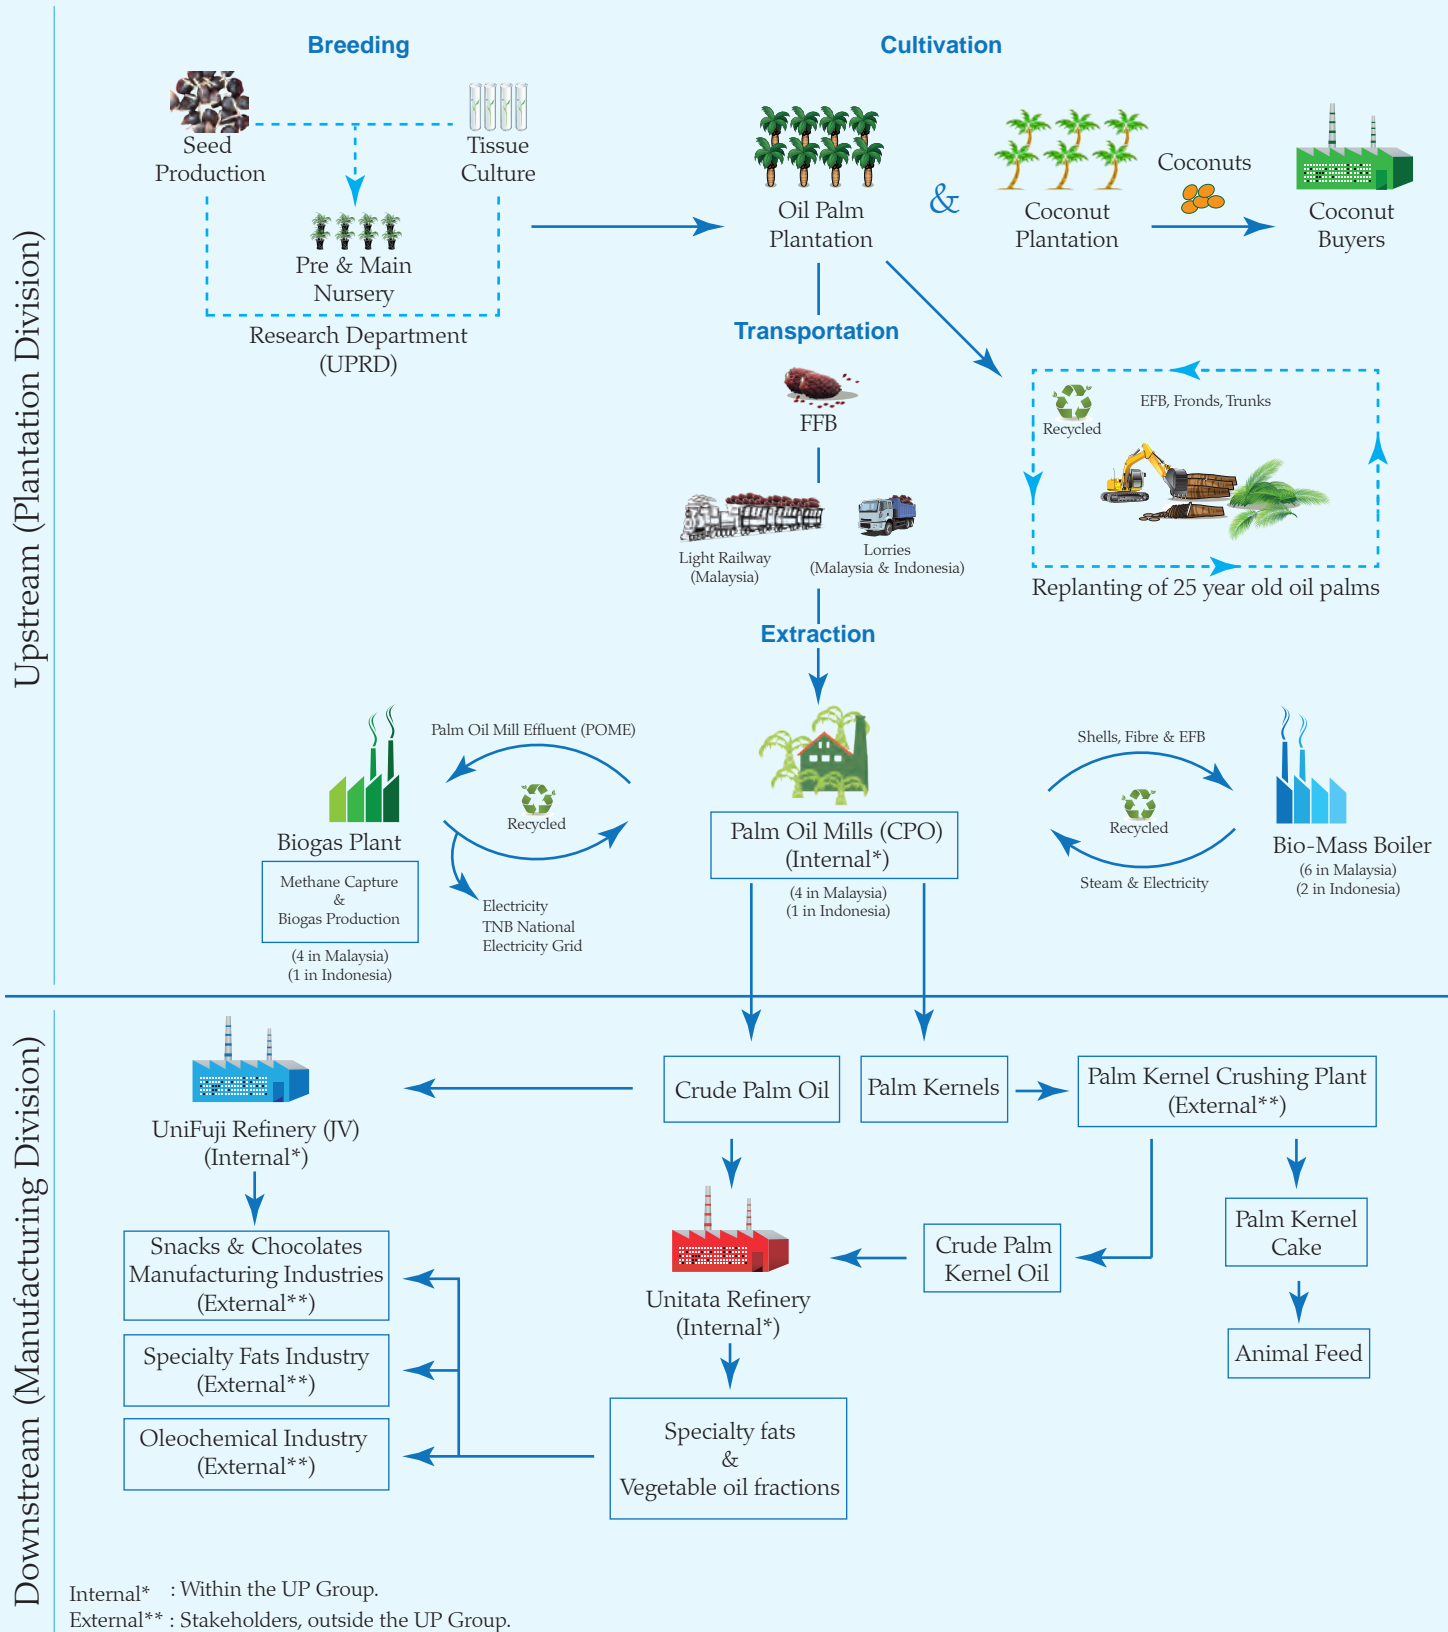 Upstream (Plantation Division)
Breeding
Cultivation
Seed
Production
Tissue
Culture
Pre & Main
Nursery
Research Department
(UPRD)
Oil Palm
Plantation
&
Coconut
Plantation
Coconuts
Coconut
Buyers
Transportation
FFB
Light Railway
(Malaysia)
Lorries
(Malaysia & Indonesia)
Recycled
EFB, Fronds, Trunks
Replanting of 25 year old oil palms
Extraction
Palm Oil Mill Effluent (POME)
Recycled
Biogas Plant
Methane Capture
&
Biogas Production
(4 in Malaysia)
(1 in Indonesia)
Electricity
TNB National
Electricity Grid
Palm Oil Mills (CPO)
(Internal*)
(4 in Malaysia)
(1 in Indonesia)
Shells, Fibre & EFB
Recycled
Steam & Electricity
Bio-Mass Boiler
(6 in Malaysia)
(2 in Indonesia)
Downstream (Manufacturing Division)
UniFuji Refinery (JV)
(Internal*)
Crude Palm Oil
Palm Kernels
Palm Kernel Crushing Plant
(External**)
Snacks & Chocolates
Manufacturing Industries
(External**)
Specialty Fats Industry
(External**)
Oleochemical Industry
(External**)
Unitata Refinery
(Internal*)
Crude Palm
Kernel Oil
Palm Kernel
Cake
Animal Feed
Specialty fats
&
Vegetable oil fractions
Internal* : Within the UP Group.
External** : Stakeholders, outside the UP Group.